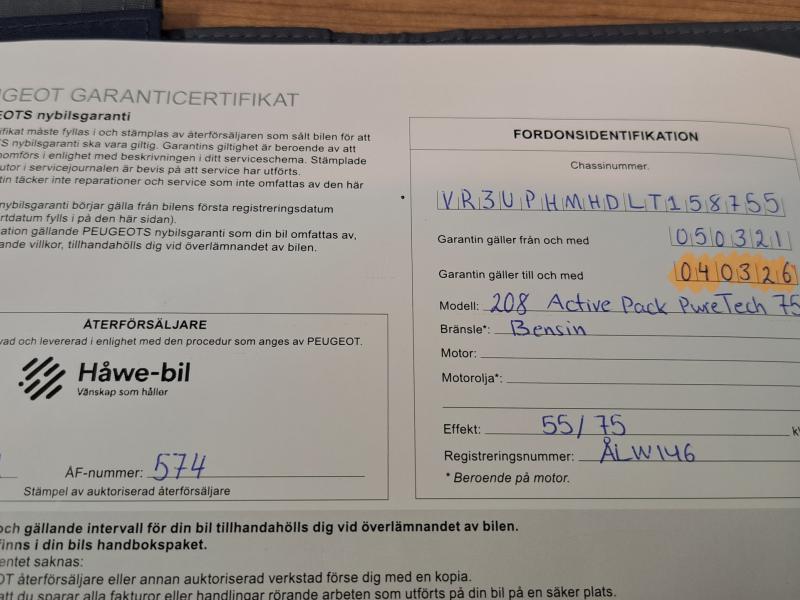 GEOT GARANTICERTIFIKAT
EOTS nybilsgaranti
ifikat måste fyllas i och stämplas av återförsäljaren som sålt bilen för att
S nybilsgaranti ska vara giltig. Garantins giltighet är beroende av att
omförs i enlighet med beskrivningen i ditt serviceschema. Stämplade
utor i servicejournalen är bevis på att service har utförts.
tin täcker inte reparationer och service som inte omfattas av den här
nybilsgaranti börjar gälla från bilens första registreringsdatum
rtdatum fylls i på den här sidan).
ation gällande PEUGEOTS nybilsgaranti som din bil omfattas av,
ande villkor, tillhandahölls dig vid överlämnandet av bilen.
FORDONSIDENTIFIKATION
Chassinummer.
VR3UPHMHDLT158755
Garantin gäller från och med 050321
Garantin gäller till och med 040326
Modell: 208 Active Pack PureTech 75
Bränsle*: Bensin
Motor:
Motorolja*:
Effekt: 55/75 k
Registreringsnummer: ÅLW146
* Beroende på motor.
ÅTERFÖRSÄLJARE
vad och levererad i enlighet med den procedur som anges av PEUGEOT.
Håwe-bil
Vänskap som håller
ÅF-nummer: 574
Stämpel av auktoriserad återförsäljare
och gällande intervall för din bil tillhandahölls dig vid överlämnandet av bilen.
finns i din bils handbokspaket.
entet saknas:
OT återförsäljare eller annan auktoriserad verkstad förse dig med en kopia.
att du sparar alla fakturor eller handlingar rörande arbeten som utförts på din bil på en säker plats.